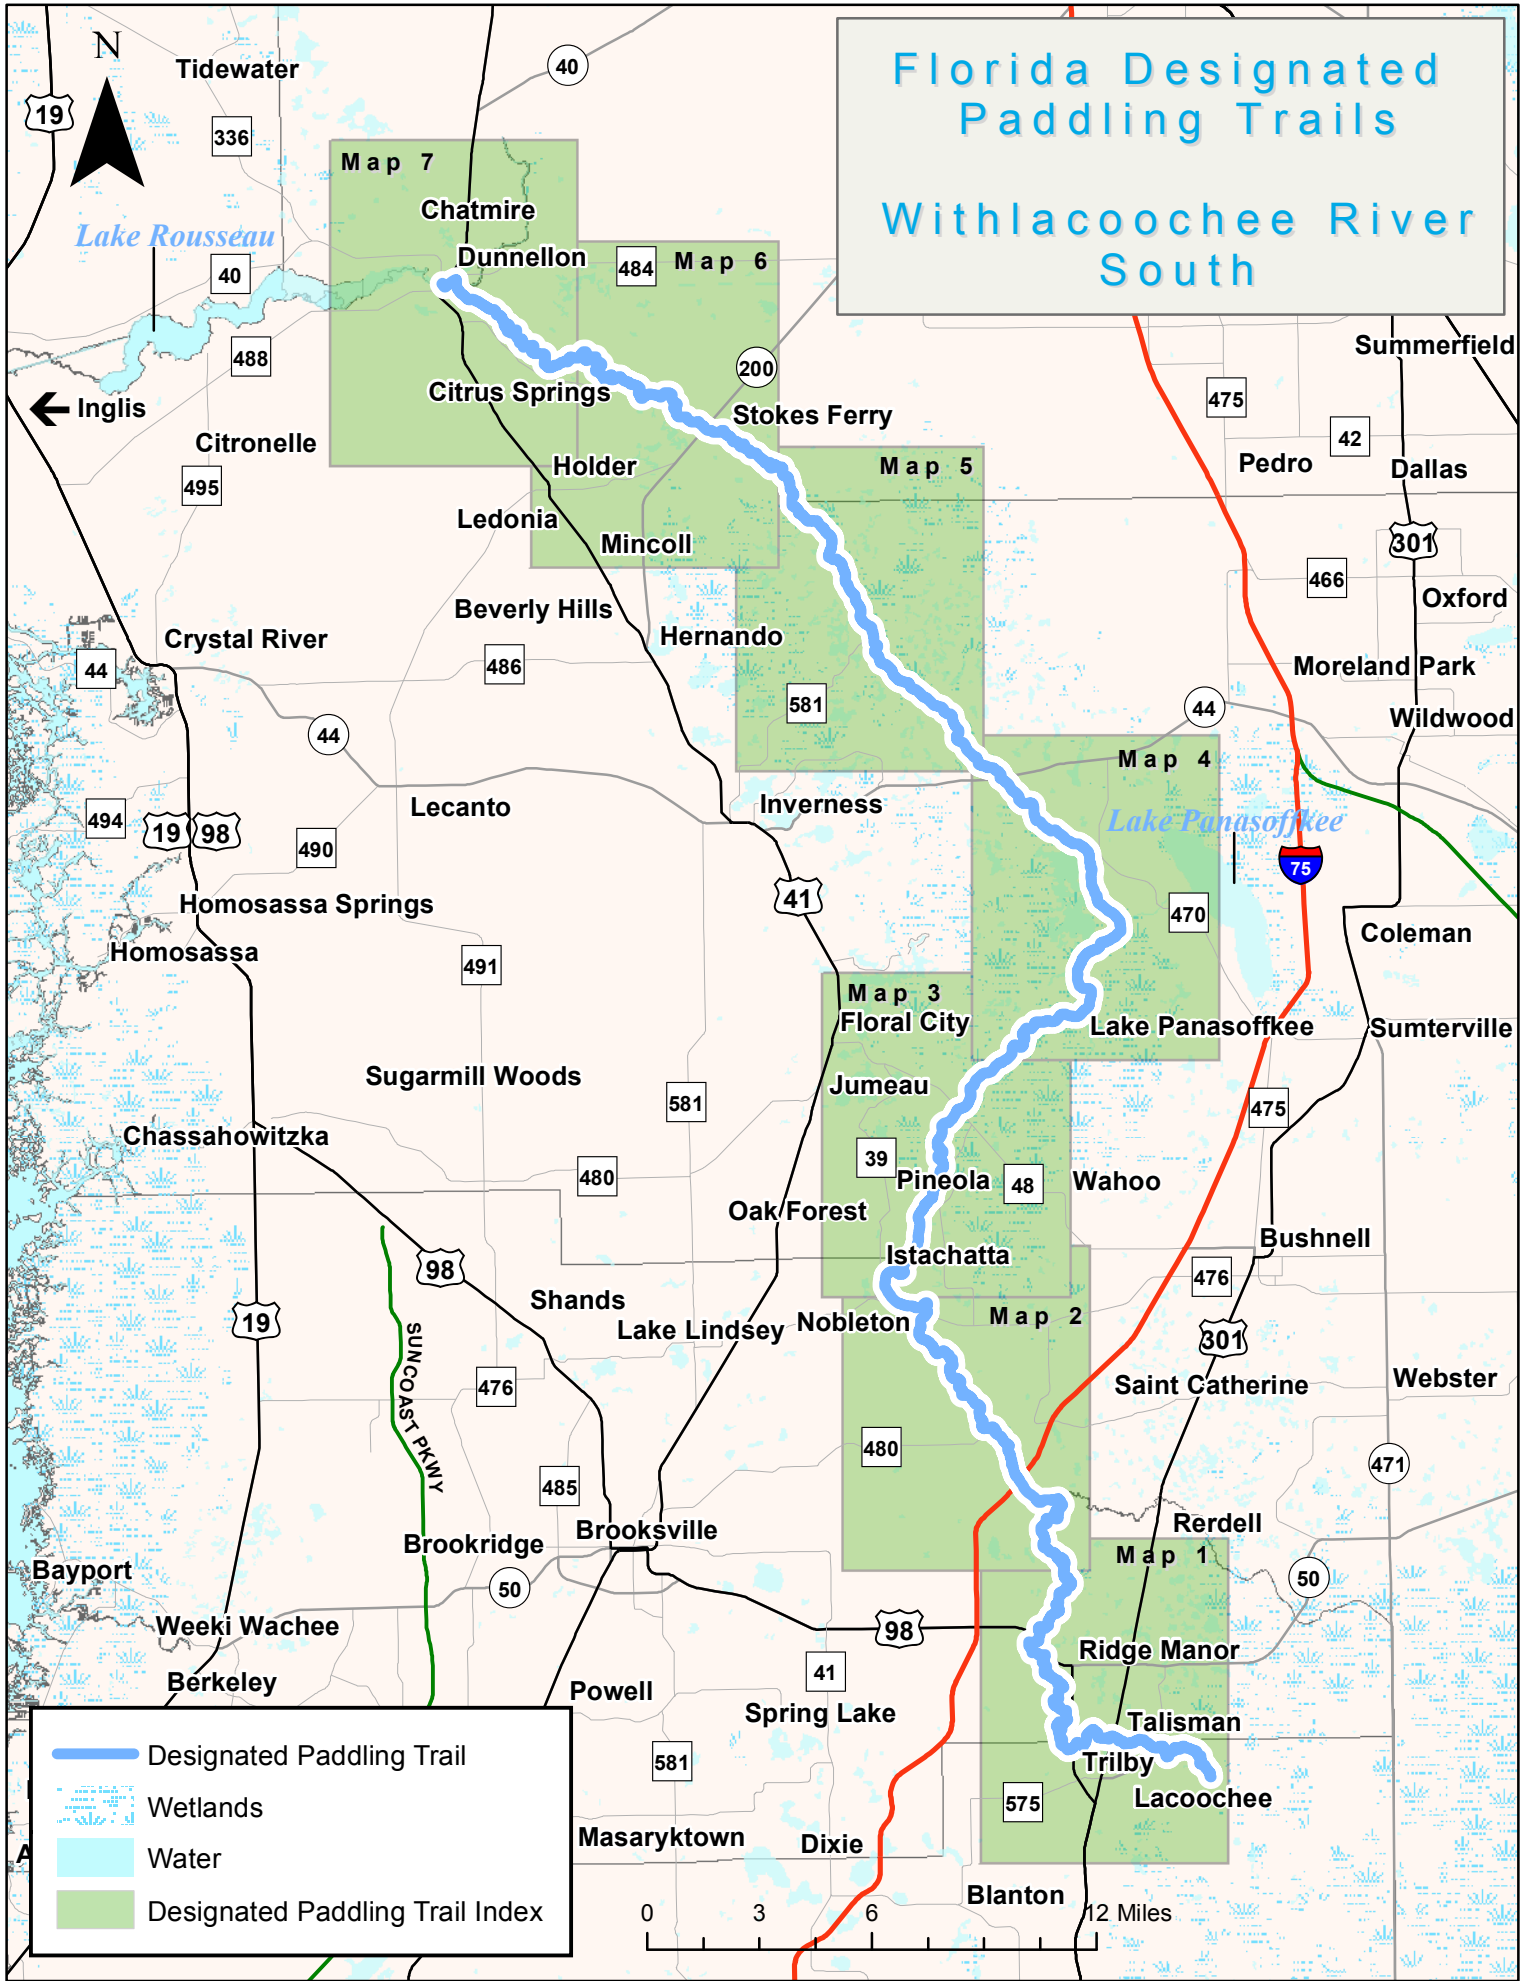 Florida Designated
Paddling Trails
Withlacoochee River
South
N
Tidewater
40
19
336
Map 7
Chatmire
Lake Rousseau
Dunnellon
484
Map 6
40
488
200
Summerfield
Inglis
Citrus Springs
475
Stokes Ferry
42
Citronelle
Holder
Map 5
Pedro
Dallas
495
Ledonia
Mincoll
301
466
Beverly Hills
Oxford
Crystal River
Hernando
44
486
Moreland Park
581
44
Wildwood
44
Map 4
Lecanto
Inverness
Lake Panasoffkee
494
19
98
490
75
41
Homosassa Springs
470
Coleman
Homosassa
491
Map 3
Floral City
Lake Panasoffkee
Sumterville
Sugarmill Woods
Jumeau
581
475
Chassahowitzka
39
480
Pineola
48
Wahoo
Oak Forest
Bushnell
Istachatta
98
476
Shands
19
Lake Lindsey
Nobleton
Map 2
301
SUNCOAST PKWY
476
Saint Catherine
Webster
480
471
485
Brooksville
Rerdell
Brookridge
Map 1
Bayport
50
50
Weeki Wachee
98
Ridge Manor
Berkeley
41
Powell
Spring Lake
Talisman
581
Trilby
575
Lacoochee
Masaryktown
Dixie
Blanton
Designated Paddling Trail
Wetlands
Water
Designated Paddling Trail Index
0
3
6
12 Miles